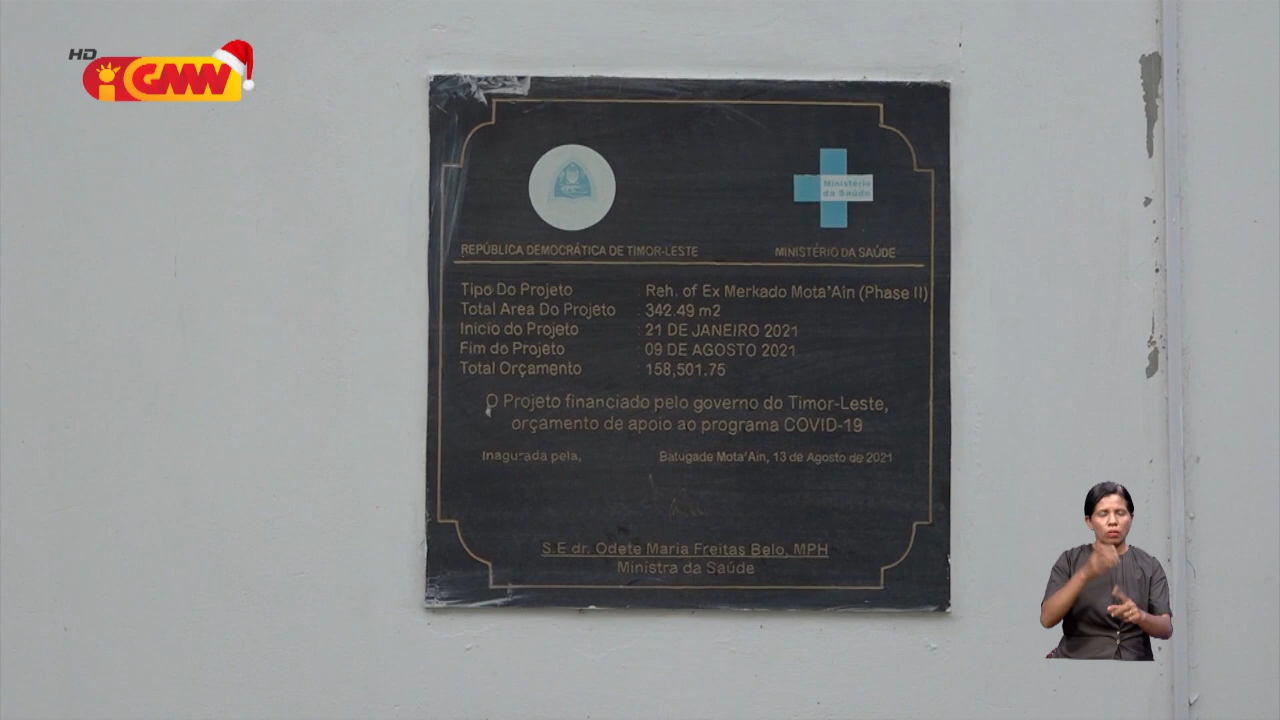 HD
GMN
Ministério
da Saúde
REPÚBLICA DEMOCRÁTICA DE TIMOR-LESTE
MINISTÉRIO DA SAÚDE
Tipo Do Projeto : Reh. of Ex Merkado Mota'Ain (Phase II)
Total Area Do Projeto : 342.49 m2
Inicio do Projeto : 21 DE JANEIRO 2021
Fim do Projeto : 09 DE AGOSTO 2021
Total Orçamento : 158,501.75
O Projeto financiado pelo governo do Timor-Leste,
orçamento de apoio ao programa COVID-19
Inagurada pela, Batugade Mota'Ain, 13 de Agosto de 2021
S.E dr. Odete Maria Freitas Belo, MPH
Ministra da Saúde